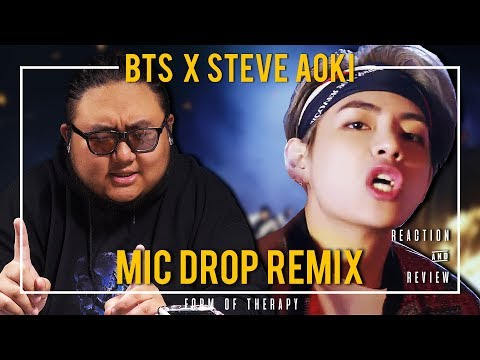 BTS X STEVE AOKI
REACTION
AND
REVIEW
MIC DROP REMIX
FORM OF THERAPY